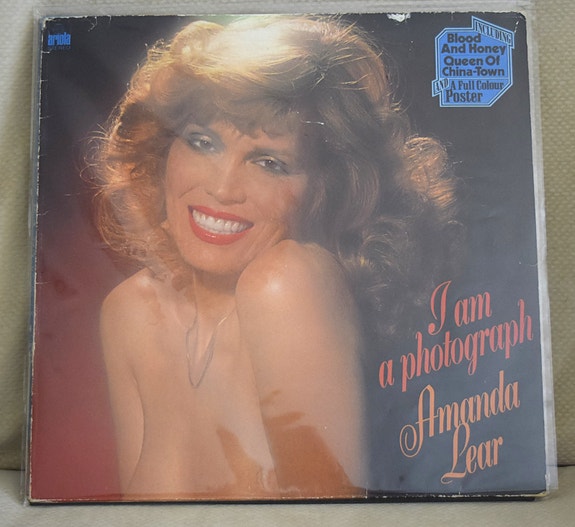 ariola
INCLUDING
Blood
And Honey
Queen Of
China-Town
AND A Full Colour
Poster
I am
a photograph
Amanda
Lear